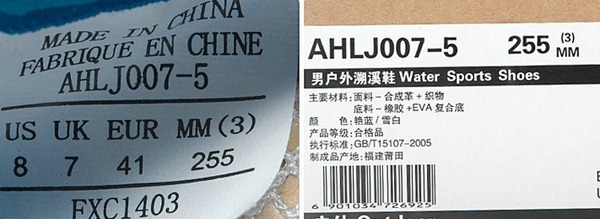 MADE IN CHINA
FABRIQUE EN CHINE
AHLJ007-5
US UK EUR MM(3)
8 7 41 255
FXC1403
AHLJ007-5 255 (3) MM
男户外溯溪鞋 Water Sports Shoes
主要材料: 面料-合成革+织物
底料-橡胶+EVA复合底
颜 色: 艳蓝/雪白
产品等级: 合格品
执行标准: GB/T15107-2005
制成品产地: 福建莆田
6901034726925